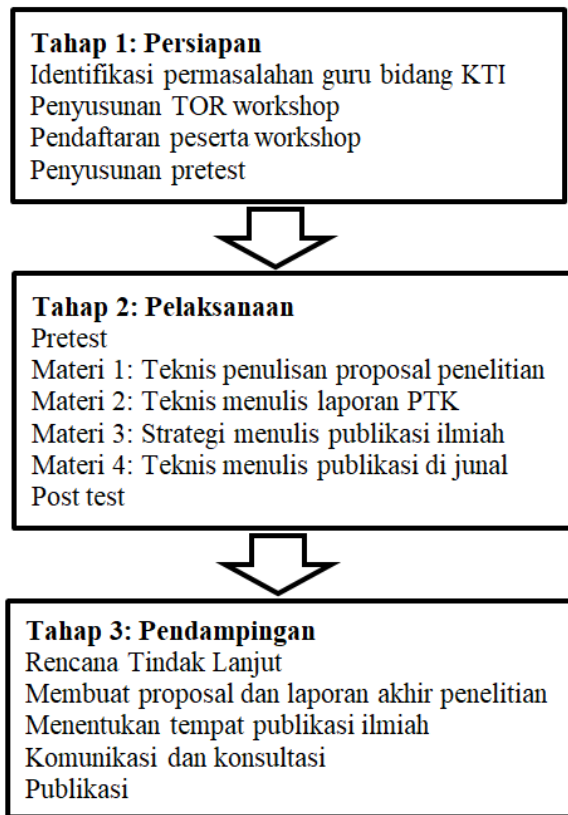 Tahap 1: Persiapan
Identifikasi permasalahan guru bidang KTI
Penyusunan TOR workshop
Pendaftaran peserta workshop
Penyusunan pretest
Tahap 2: Pelaksanaan
Pretest
Materi 1: Teknis penulisan proposal penelitian
Materi 2: Teknis menulis laporan PTK
Materi 3: Strategi menulis publikasi ilmiah
Materi 4: Teknis menulis publikasi di junal
Post test
Tahap 3: Pendampingan
Rencana Tindak Lanjut
Membuat proposal dan laporan akhir penelitian
Menentukan tempat publikasi ilmiah
Komunikasi dan konsultasi
Publikasi